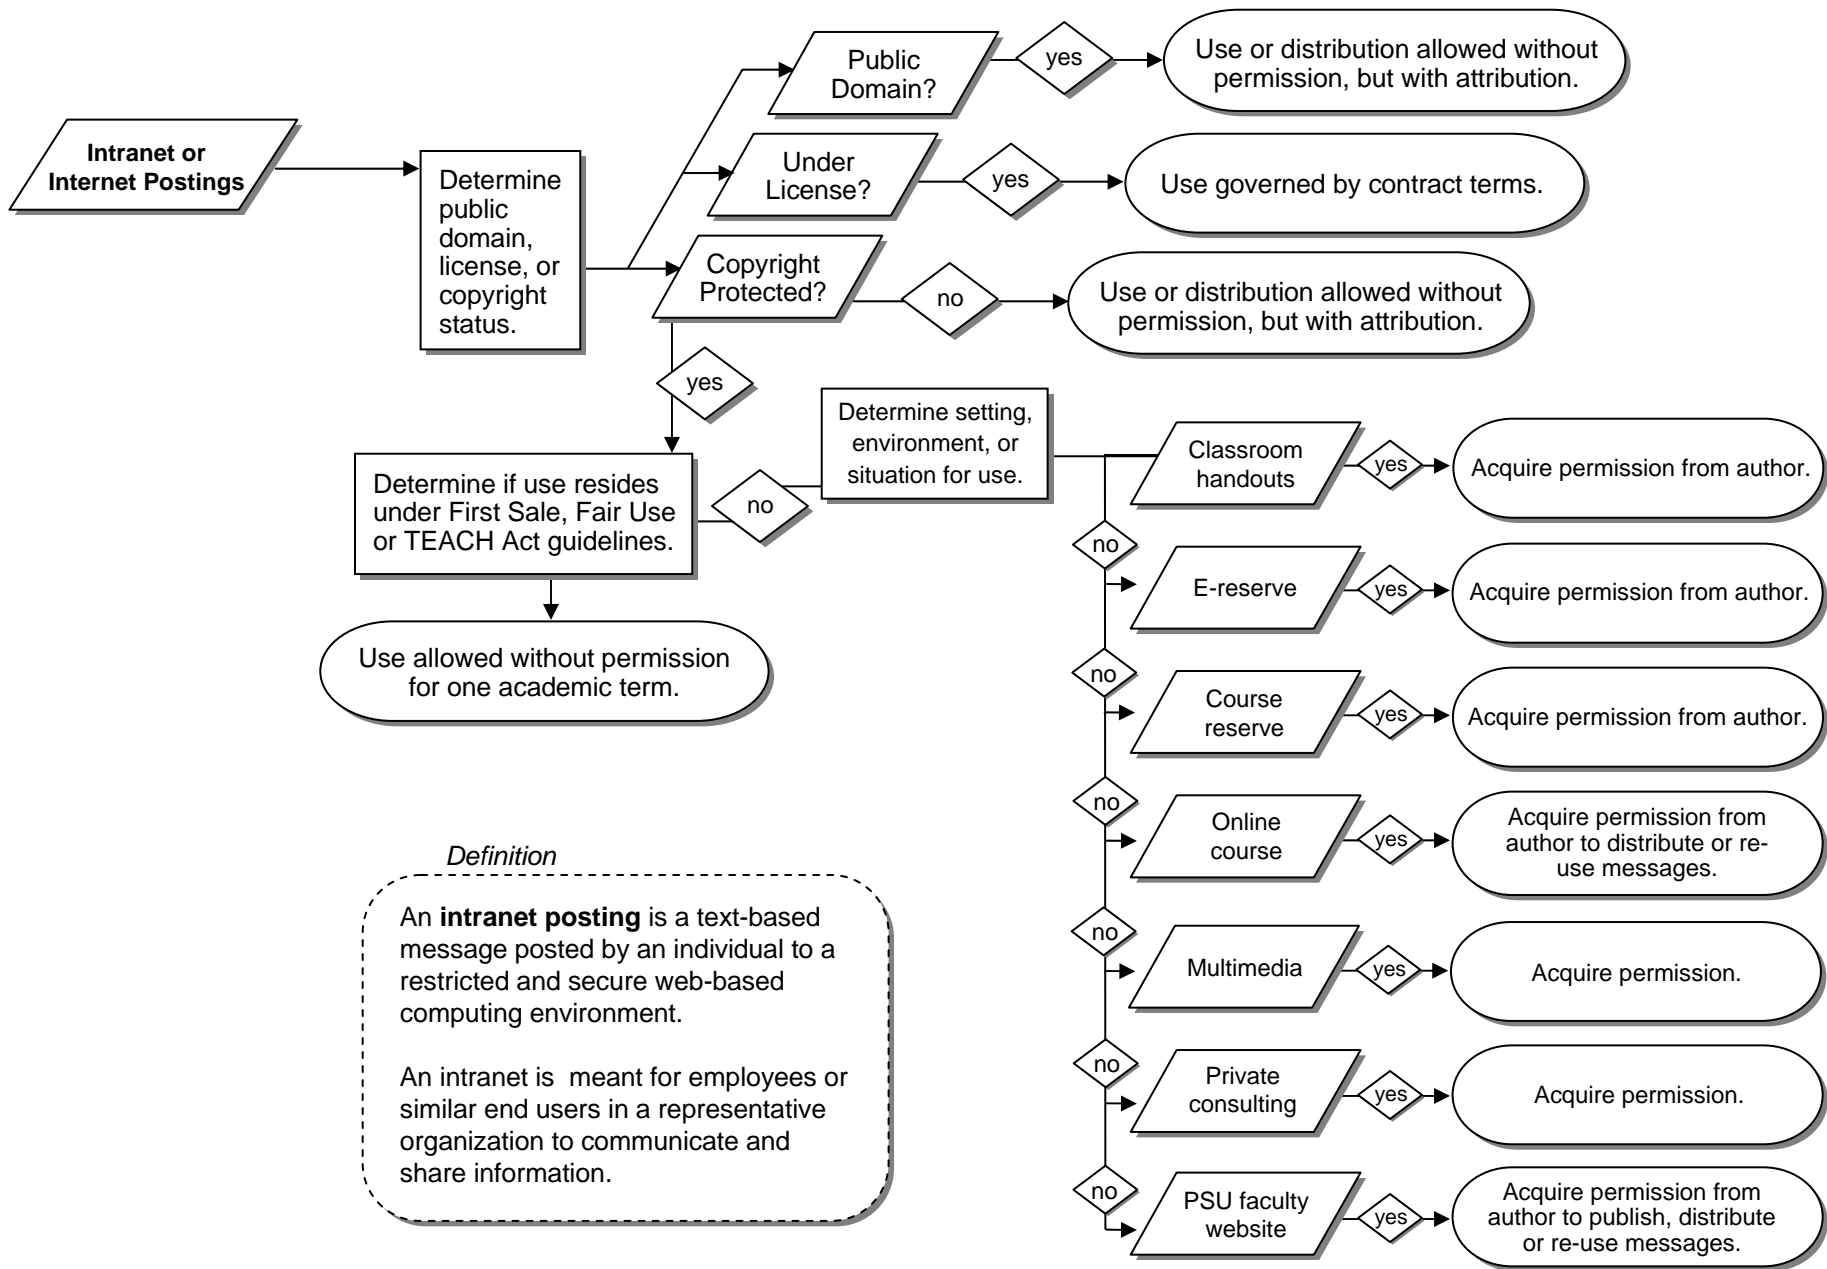 Intranet or
Internet Postings
Determine
public
domain,
license, or
copyright
status.
Public
Domain?
yes
Use or distribution allowed without
permission, but with attribution.
Under
License?
yes
Use governed by contract terms.
Copyright
Protected?
no
Use or distribution allowed without
permission, but with attribution.
yes
Determine if use resides
under First Sale, Fair Use
or TEACH Act guidelines.
Use allowed without permission
for one academic term.
no
Determine setting,
environment, or
situation for use.
Classroom
handouts
yes
Acquire permission from author.
no
E-reserve
yes
Acquire permission from author.
no
Course
reserve
yes
Acquire permission from author.
no
Online
course
yes
Acquire permission from
author to distribute or re-
use messages.
no
Multimedia
yes
Acquire permission.
no
Private
consulting
yes
Acquire permission.
no
PSU faculty
website
yes
Acquire permission from
author to publish, distribute
or re-use messages.
Definition
An intranet posting is a text-based
message posted by an individual to a
restricted and secure web-based
computing environment.
An intranet is  meant for employees or
similar end users in a representative
organization to communicate and
share information.